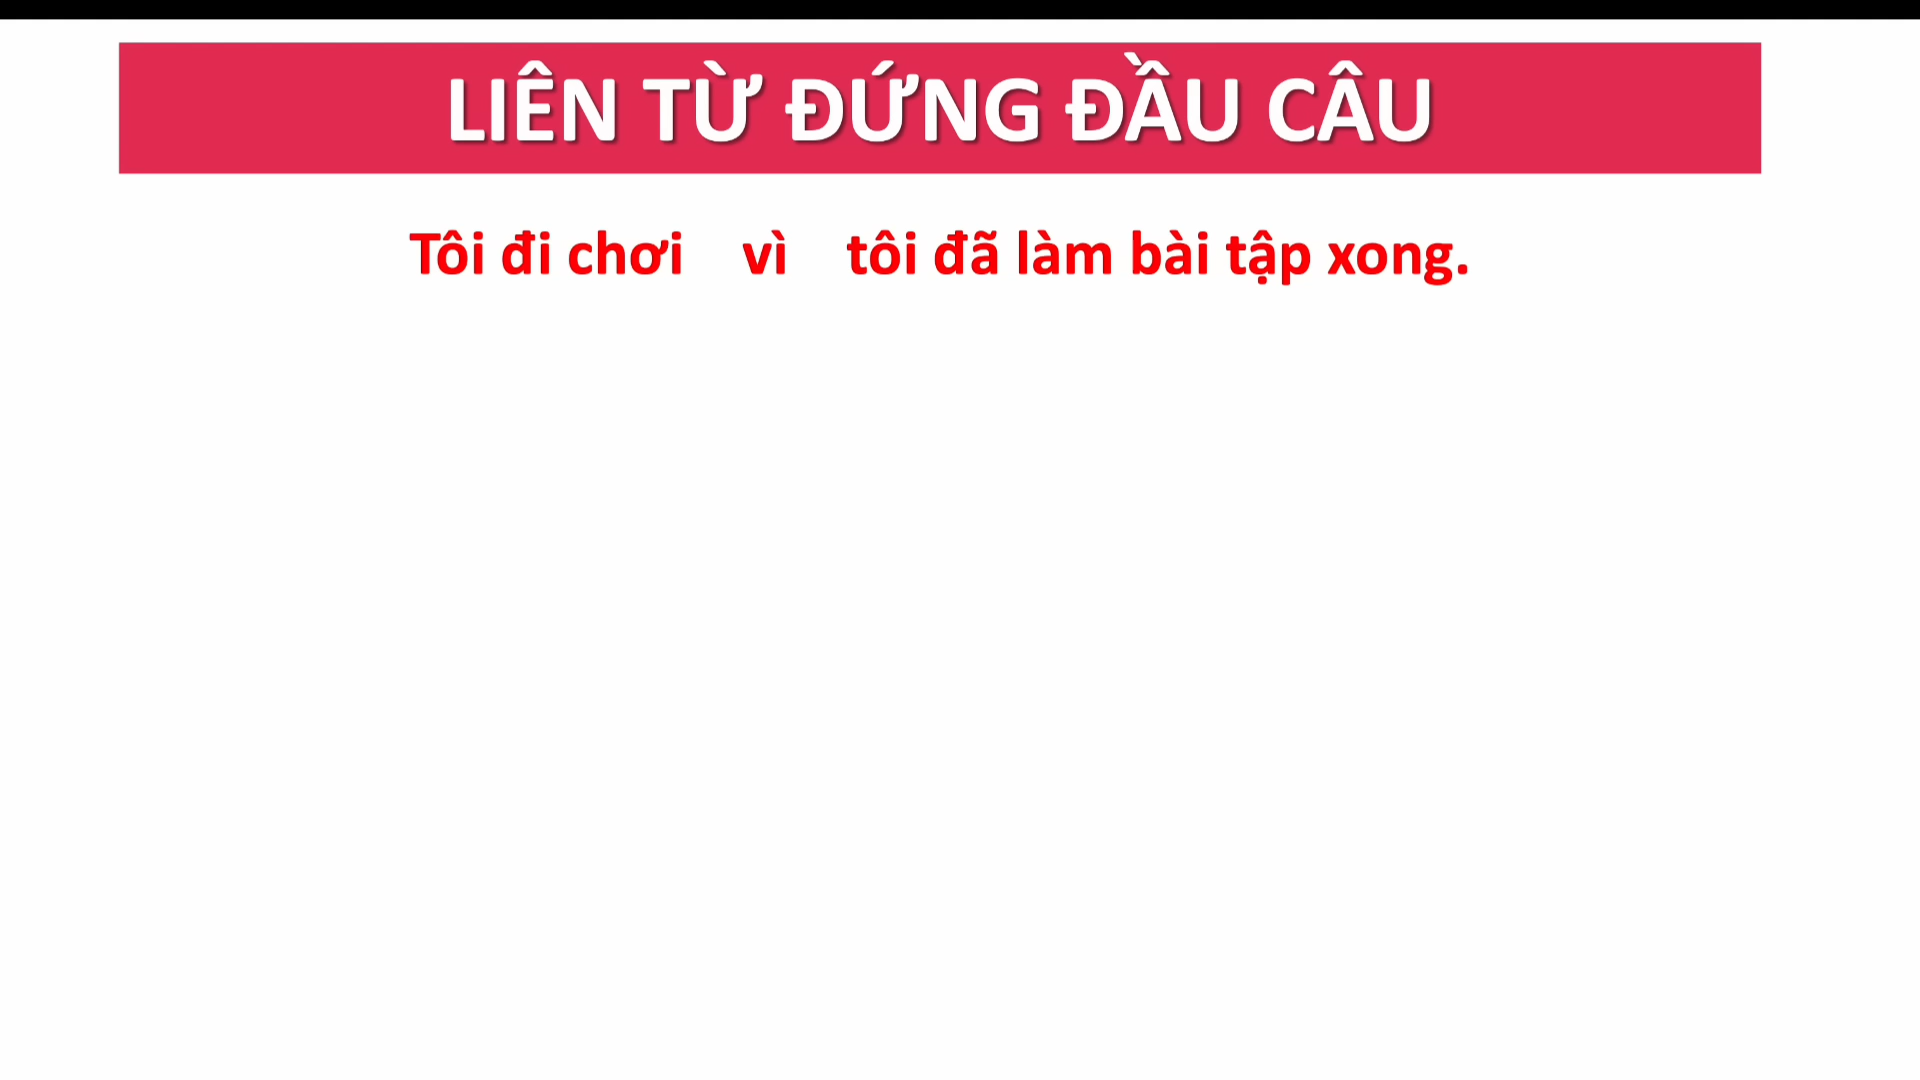 LIÊN TỪ ĐỨNG ĐẦU CÂU
Tôi đi chơi vì tôi đã làm bài tập xong.